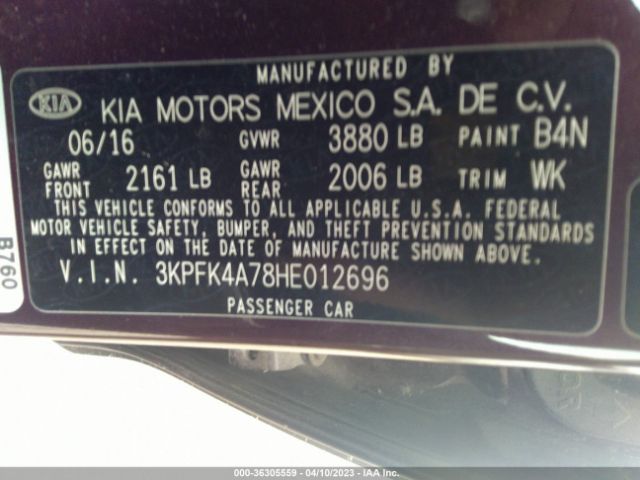 MANUFACTURED BY
KIA KIA MOTORS MEXICO S.A. DE C.V.
06/16 GVWR 3880 LB PAINT B4N
GAWR FRONT 2161 LB GAWR REAR 2006 LB TRIM WK
THIS VEHICLE CONFORMS TO ALL APPLICABLE U.S.A. FEDERAL
MOTOR VEHICLE SAFETY, BUMPER, AND THEFT PREVENTION STANDARDS
IN EFFECT ON THE DATE OF MANUFACTURE SHOWN ABOVE.
V.I.N. 3KPFK4A78HE012696
PASSENGER CAR
B760
000-36305559 - 04/10/2023 - IAA Inc.